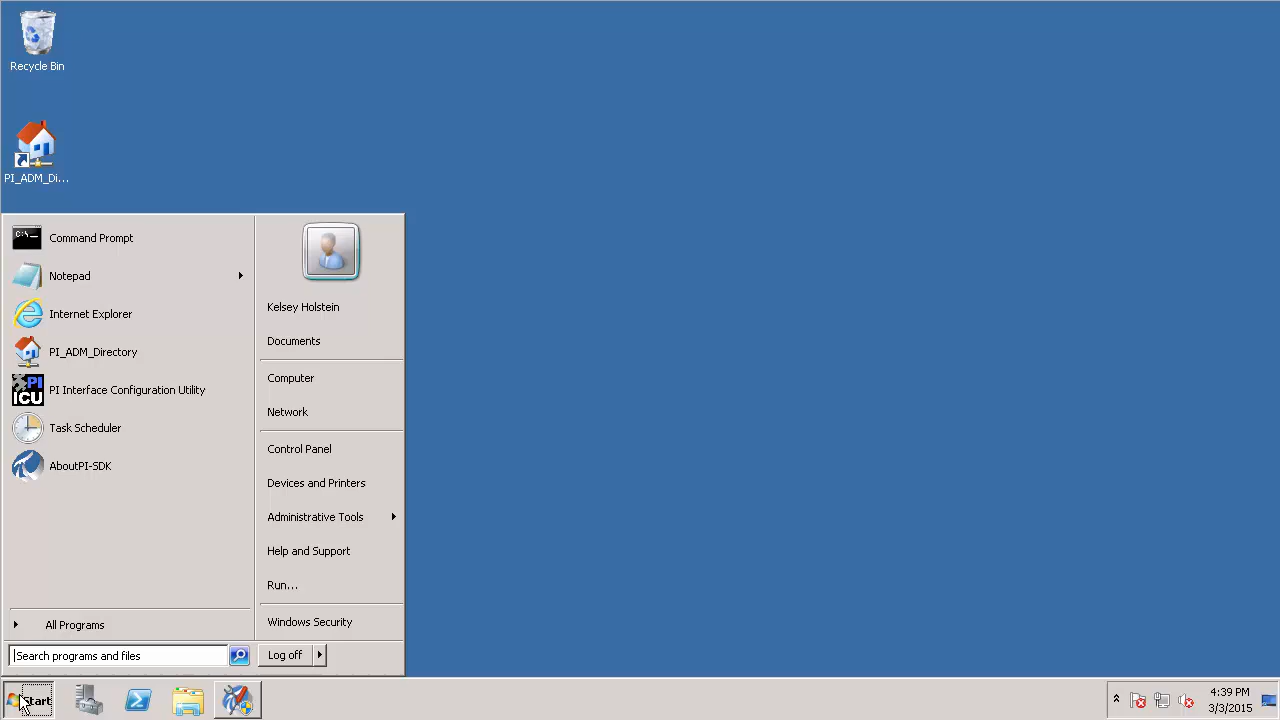 Recycle Bin
PI_ADM_Di...
C:\_
Command Prompt
Notepad
Internet Explorer
PI_ADM_Directory
PI
ICU
PI Interface Configuration Utility
Task Scheduler
AboutPI-SDK
All Programs
Search programs and files
Kelsey Holstein
Documents
Computer
Network
Control Panel
Devices and Printers
Administrative Tools
Help and Support
Run...
Windows Security
Log off
Start
4:39 PM
3/3/2015